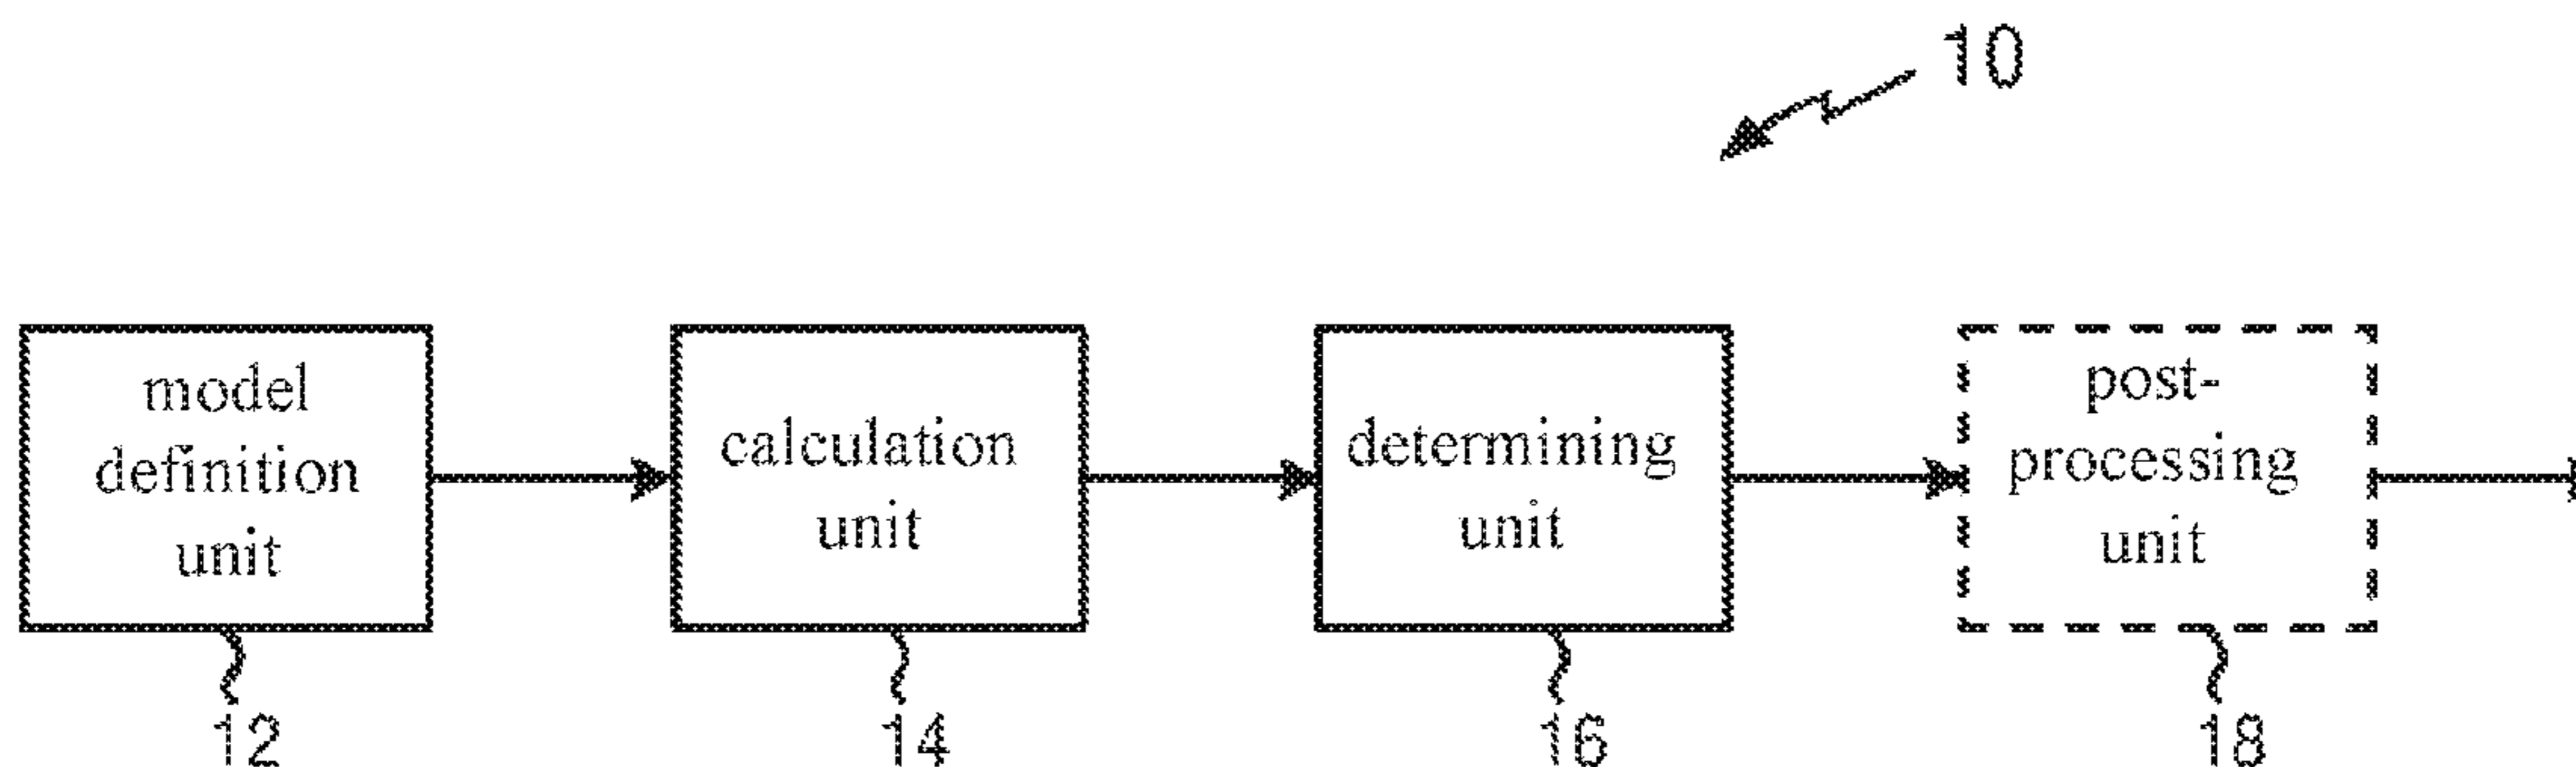 10
model
definition
unit
calculation
unit
determining
unit
post-
processing
unit
12
14
16
18